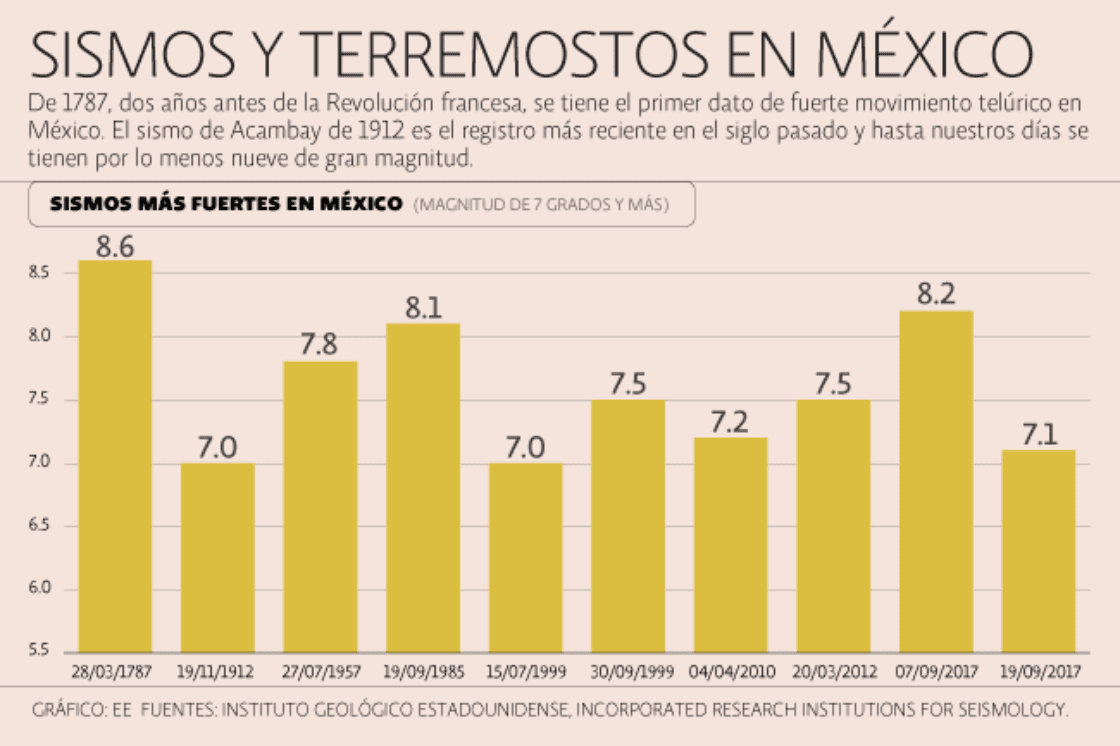 SISMOS Y TERREMOSTOS EN MÉXICO
De 1787, dos años antes de la Revolución francesa, se tiene el primer dato de fuerte movimiento telúrico en
México. El sismo de Acambay de 1912 es el registro más reciente en el siglo pasado y hasta nuestros días se
tienen por lo menos nueve de gran magnitud.
SISMOS MÁS FUERTES EN MÉXICO (MAGNITUD DE 7 GRADOS Y MÁS)
8.6
8.5
8.2
8.1
8.0
7.8
7.5
7.5
7.5
7.2
7.1
7.0
7.0
7.0
6.5
6.0
5.5
28/03/1787 19/11/1912 27/07/1957 19/09/1985 15/07/1999 30/09/1999 04/04/2010 20/03/2012 07/09/2017 19/09/2017
GRÁFICO: EE FUENTES: INSTITUTO GEOLÓGICO ESTADOUNIDENSE, INCORPORATED RESEARCH INSTITUTIONS FOR SEISMOLOGY.